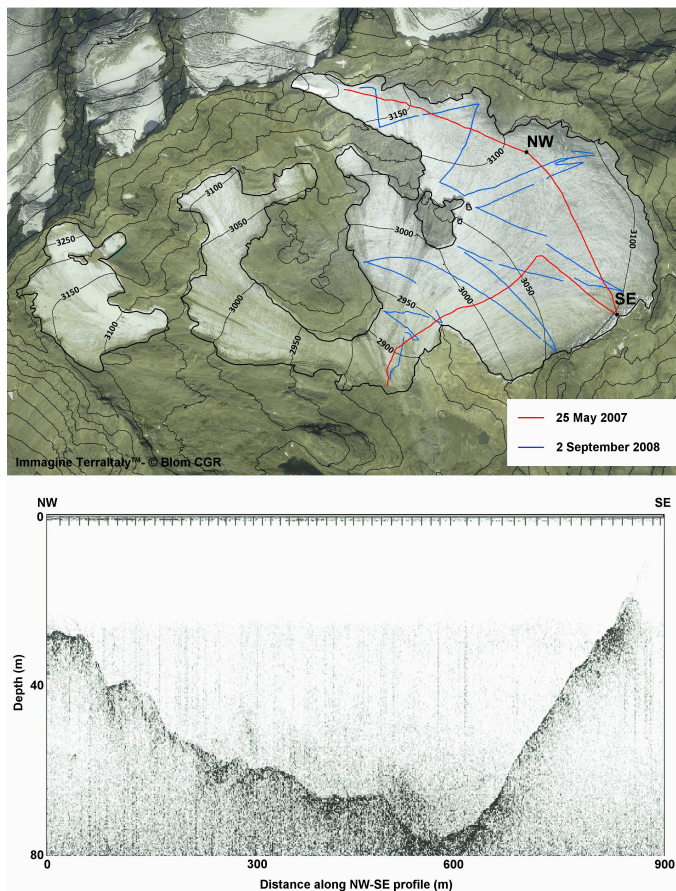 3150
NW
3100
3100
3050
3250
3000
3100
3150
3050
3000
3000
2950
SE
3100
2950
2900
25 May 2007
2 September 2008
Immagine TerraItaly™- © Blom CGR
NW
SE
0
40
80
Depth (m)
0
300
600
900
Distance along NW-SE profile (m)